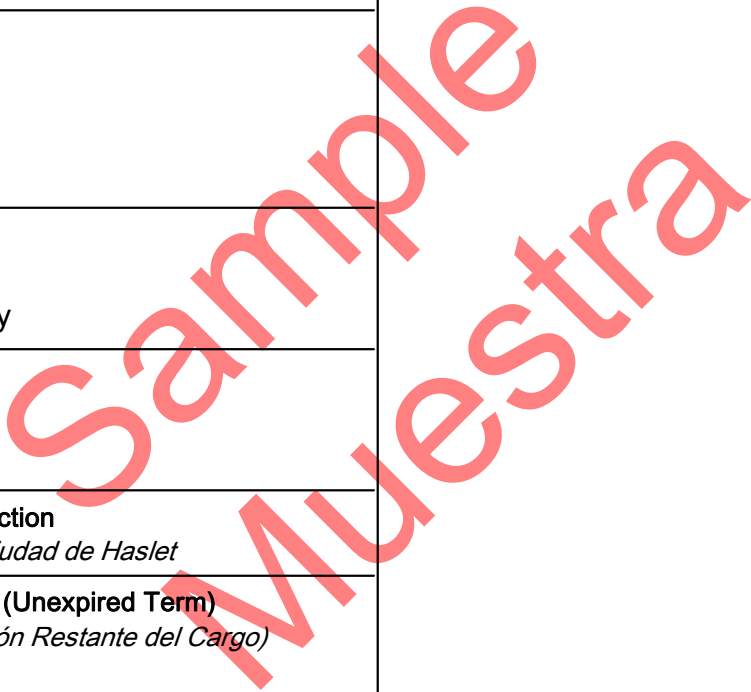 Sample
Muestra
y
ction
udad de Haslet
(Unexpired Term)
ón Restante del Cargo)